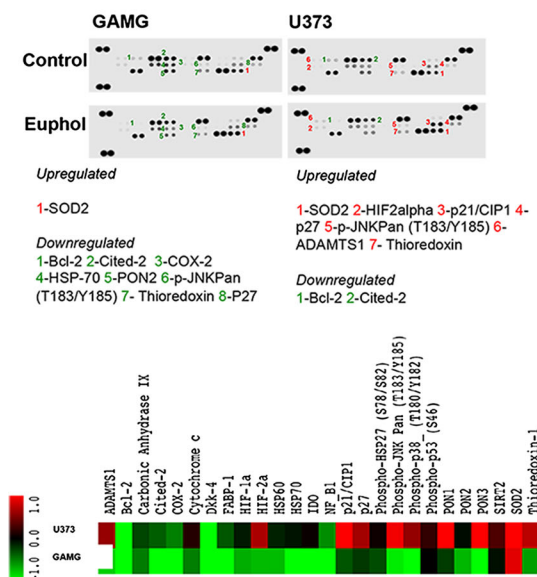 GAMG
U373
Control
Euphol
Upregulated
1-SOD2
Downregulated
1-Bcl-2 2-Cited-2 3-COX-2
4-HSP-70 5-PON2 6-p-JNKPan
(T183/Y185) 7- Thioredoxin 8-P27
Upregulated
1-SOD2 2-HIF2alpha 3-p21/CIP1 4-
p27 5-p-JNKPan (T183/Y185) 6-
ADAMTS1 7- Thioredoxin
Downregulated
1-Bcl-2 2-Cited-2
ADAMTS1
Bcl-2
Carbonic Anhydrase IX
Cited-2
COX-2
Cytochrome c
Dkk-4
FABP-1
HIF-1a
HIF-2a
HSP60
HSP70
IDO
NF_B1
p21/CIP1
p27
Phospho-HSP27 (S78/S82)
Phospho-JNK Pan (T183/Y185)
Phospho-p38_ (T180/Y182)
Phospho-p53 (S46)
PON1
PON2
PON3
SIRT2
SOD2
Thioredoxin-1
1.0
0.0
-1.0
U373
GAMG